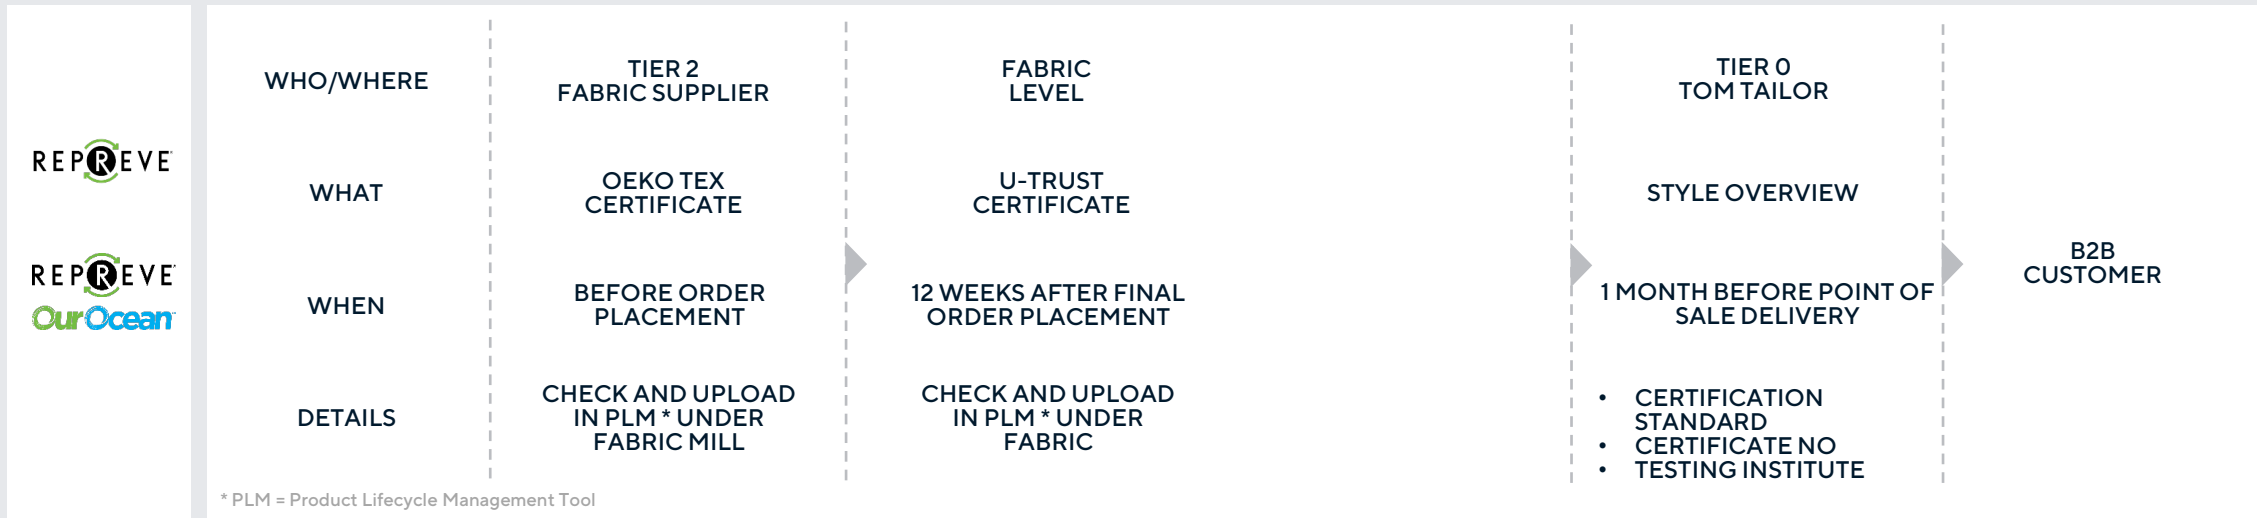 REPREVE
REPREVE
OurOcean
WHO/WHERE
TIER 2
FABRIC SUPPLIER
FABRIC
LEVEL
TIER 0
TOM TAILOR
WHAT
OEKO TEX
CERTIFICATE
U-TRUST
CERTIFICATE
STYLE OVERVIEW
WHEN
BEFORE ORDER
PLACEMENT
12 WEEKS AFTER FINAL
ORDER PLACEMENT
1 MONTH BEFORE POINT OF
SALE DELIVERY
B2B
CUSTOMER
DETAILS
CHECK AND UPLOAD
IN PLM * UNDER
FABRIC MILL
CHECK AND UPLOAD
IN PLM * UNDER
FABRIC
• CERTIFICATION
STANDARD
• CERTIFICATE NO
• TESTING INSTITUTE
* PLM = Product Lifecycle Management Tool